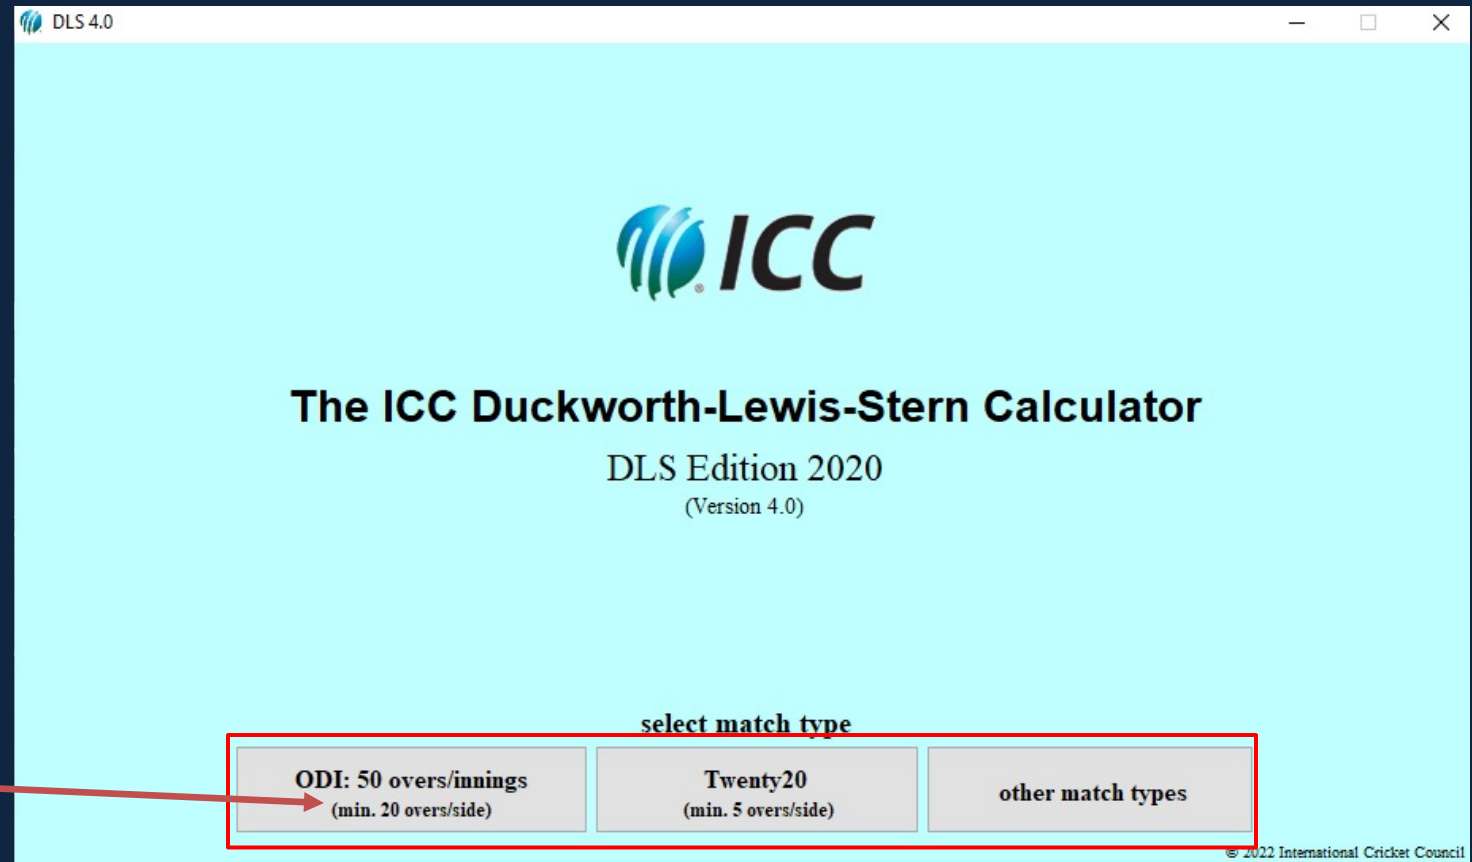 DLS 4.0
ICC
The ICC Duckworth-Lewis-Stern Calculator
DLS Edition 2020
(Version 4.0)
select match type
ODI: 50 overs/innings
(min. 20 overs/side)
Twenty20
(min. 5 overs/side)
other match types
© 2022 International Cricket Council